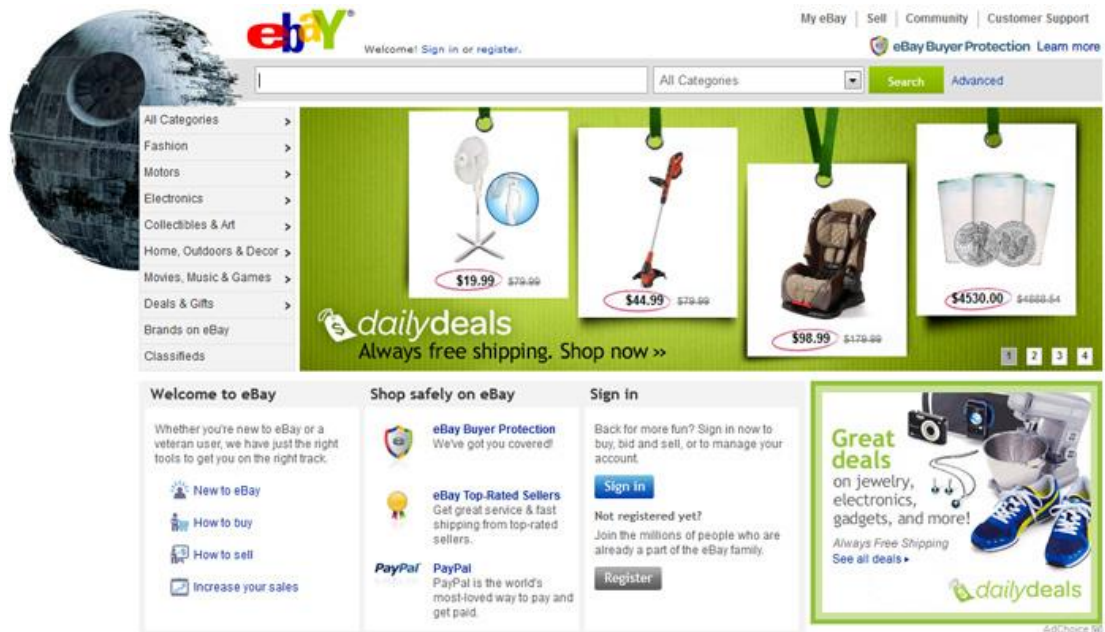 My eBay | Sell | Community | Customer Support
ebay
Welcome! Sign in or register.
eBay Buyer Protection Learn more
All Categories
Search
Advanced
All Categories
Fashion
Motors
Electronics
Collectibles & Art
Home, Outdoors & Decor
Movies, Music & Games
Deals & Gifts
Brands on eBay
Classifieds
$19.99 $79.99
$44.99 $79.99
$98.99 $179.99
$4530.00 $4888.54
dailydeals
Always free shipping. Shop now »
1 2 3 4
Welcome to eBay
Whether you're new to eBay or a
veteran user, we have just the right
tools to get you on the right track.
New to eBay
How to buy
How to sell
Increase your sales
Shop safely on eBay
eBay Buyer Protection
We've got you covered!
eBay Top-Rated Sellers
Get great service & fast
shipping from top-rated
sellers.
PayPal
PayPal
PayPal is the world's
most-loved way to pay and
get paid.
Sign in
Back for more fun? Sign in now to
buy, bid and sell, or to manage your
account.
Sign in
Not registered yet?
Join the millions of people who are
already a part of the eBay family.
Register
Great
deals
on jewelry,
electronics,
gadgets, and more!
Always Free Shipping
See all deals
dailydeals
AdChoice